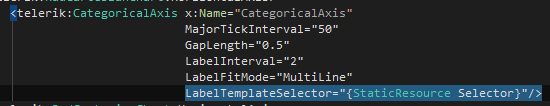 <telerik:CategoricalAxis x:Name="CategoricalAxis"
MajorTickInterval="50"
GapLength="0.5"
LabelInterval="2"
LabelFitMode="MultiLine"
LabelTemplateSelector="{StaticResource Selector}"/>